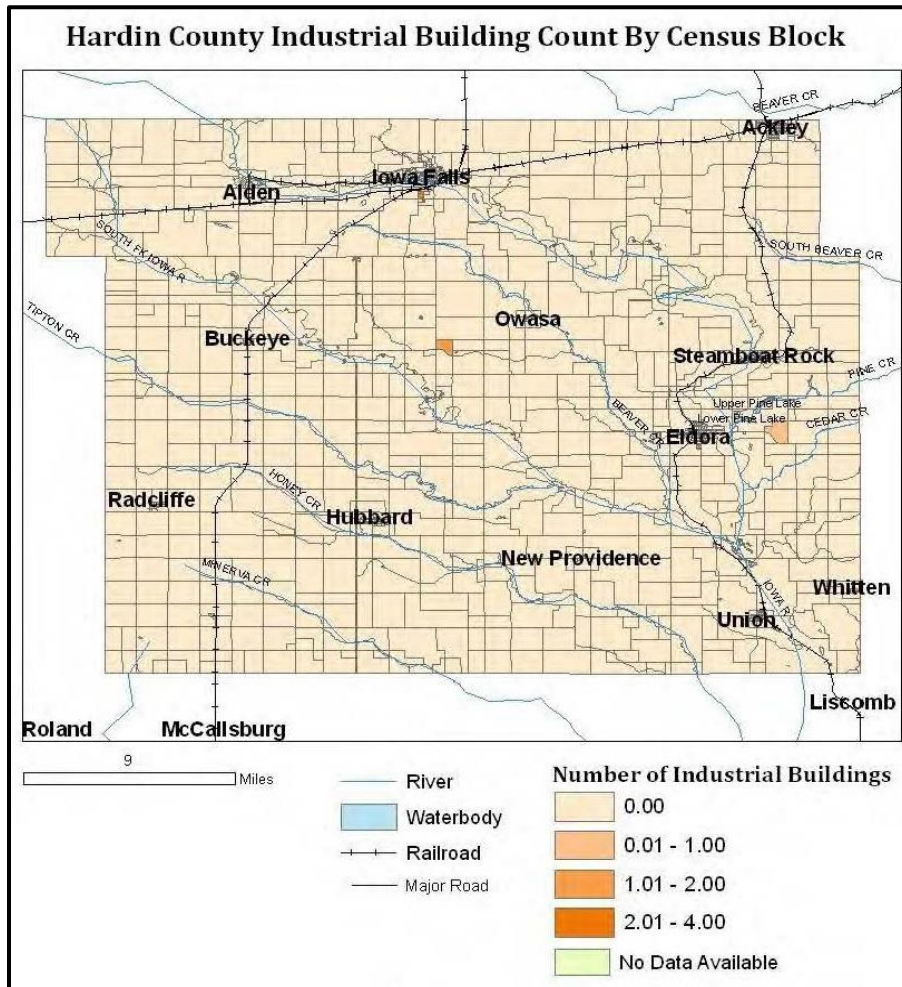 Hardin County Industrial Building Count By Census Block
BEAVER CR
Ackley
Iowa Falls
Alden
SOUTH FK IOWA R
SOUTH BEAVER CR
TIPTON CR
Owasa
Buckeye
Steamboat Rock
PINE CR
Upper Pine Lake
BEAVER CR
Lower Pine Lake
CEDAR CR
Eldora
HONEY CR
Radcliffe
Hubbard
New Providence
MINERVA CR
IOWA R
Whitten
Union
Liscomb
Roland
McCallsburg
9
Miles
River
Waterbody
Railroad
Major Road
Number of Industrial Buildings
0.00
0.01 - 1.00
1.01 - 2.00
2.01 - 4.00
No Data Available